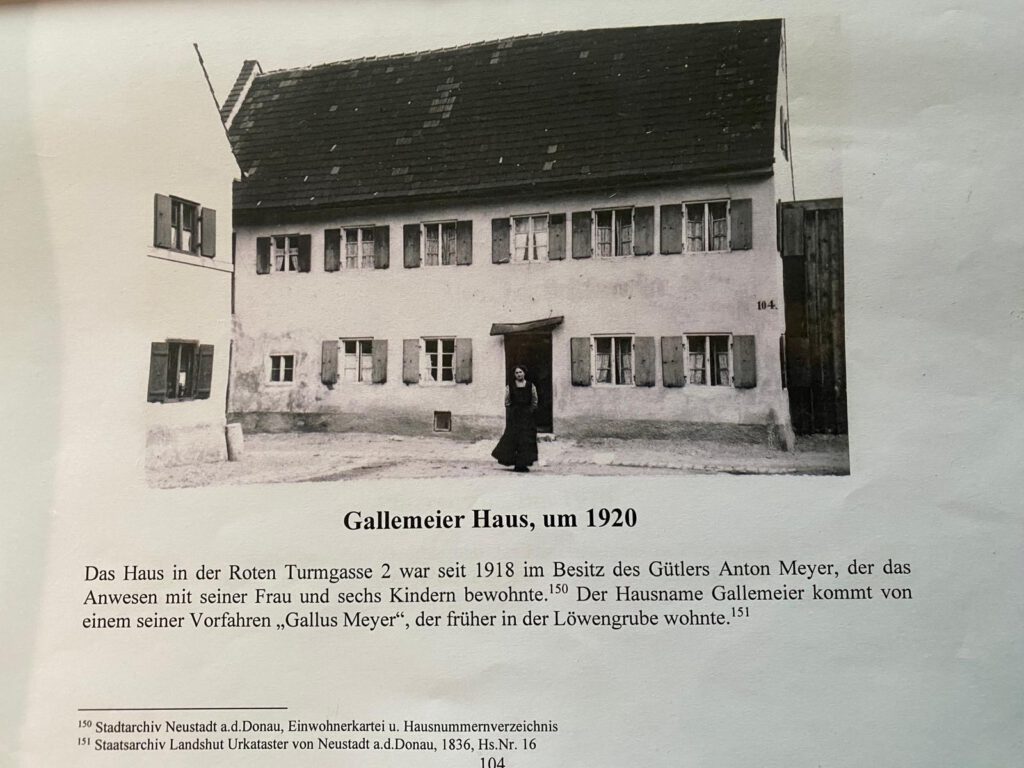 104.
Gallemeier Haus, um 1920
Das Haus in der Roten Turmgasse 2 war seit 1918 im Besitz des Gütlers Anton Meyer, der das
Anwesen mit seiner Frau und sechs Kindern bewohnte.150 Der Hausname Gallemeier kommt von
einem seiner Vorfahren „Gallus Meyer“, der früher in der Löwengrube wohnte.151
150 Stadtarchiv Neustadt a.d.Donau, Einwohnerkartei u. Hausnummernverzeichnis
151 Staatsarchiv Landshut Urkataster von Neustadt a.d.Donau, 1836, Hs.Nr. 16
104